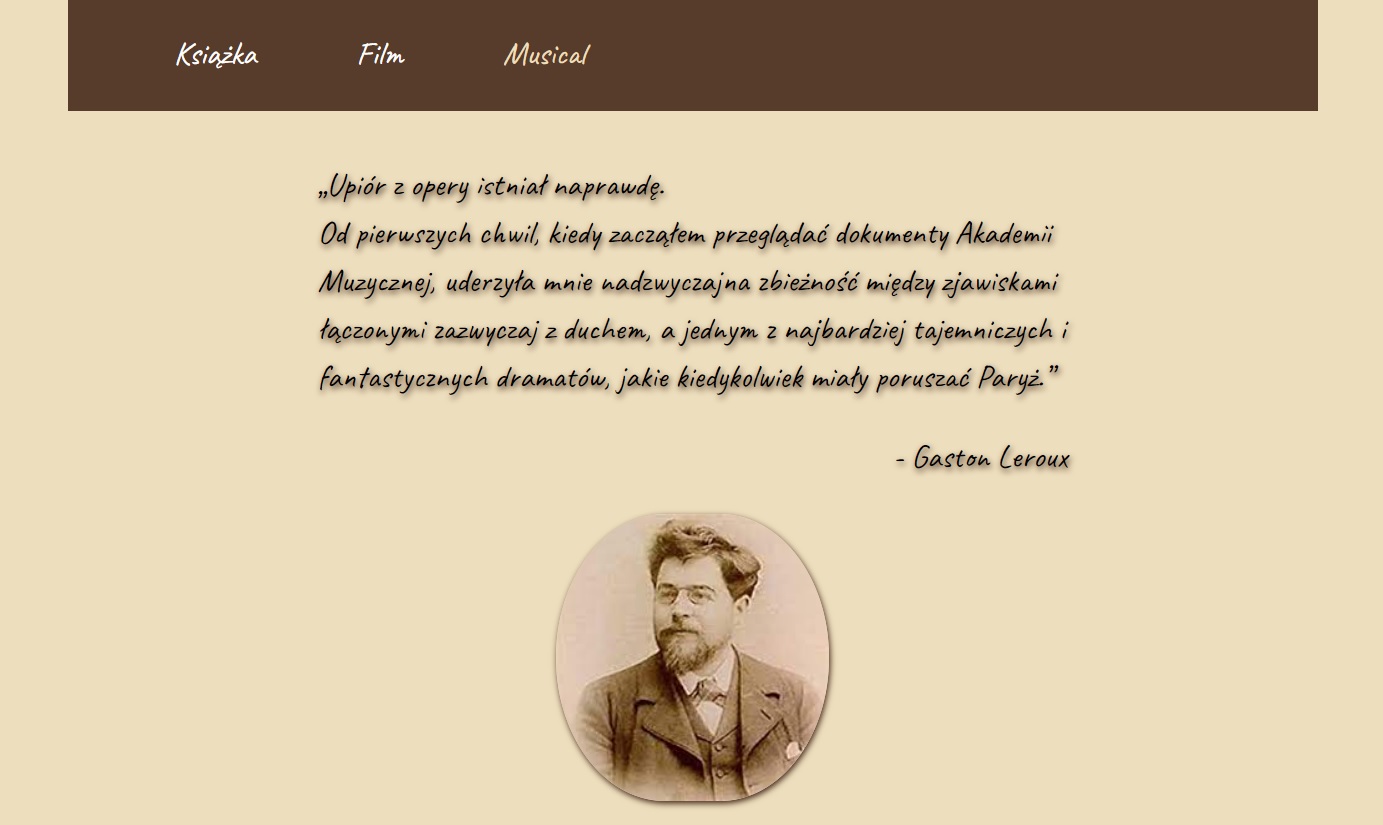 Książka Film Musical
„Upiór z opery istniał naprawdę.
Od pierwszych chwil, kiedy zacząłem przeglądać dokumenty Akademii
Muzycznej, uderzyła mnie nadzwyczajna zbieżność między zjawiskami
łączonymi zazwyczaj z duchem, a jednym z najbardziej tajemniczych i
fantastycznych dramatów, jakie kiedykolwiek miały poruszać Paryż.”
- Gaston Leroux